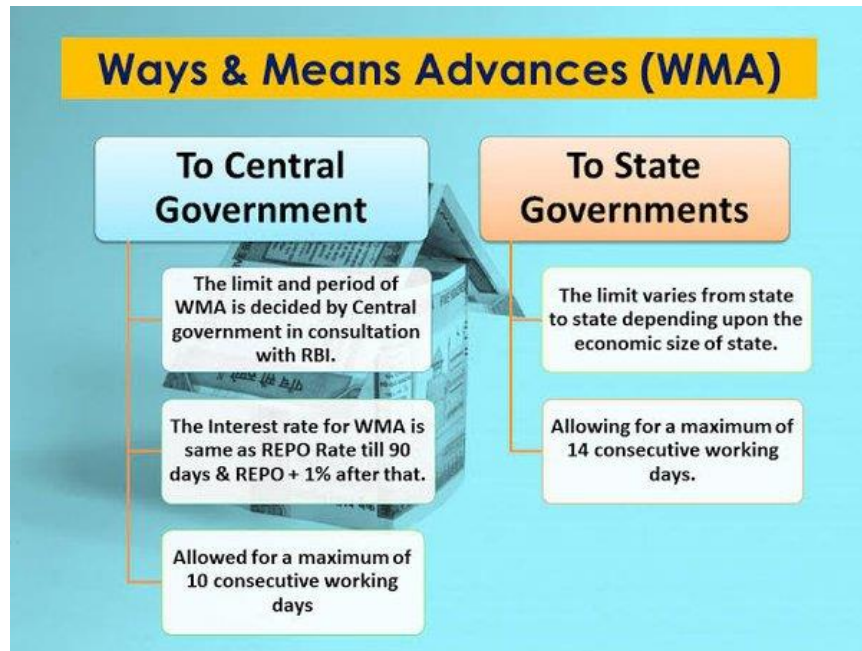 Ways & Means Advances (WMA)
To Central
Government
The limit and period of
WMA is decided by Central
government in consultation
with RBI.
The Interest rate for WMA is
same as REPO Rate till 90
days & REPO + 1% after that.
Allowed for a maximum of
10 consecutive working
days
To State
Governments
The limit varies from state
to state depending upon the
economic size of state.
Allowing for a maximum of
14 consecutive working
days.